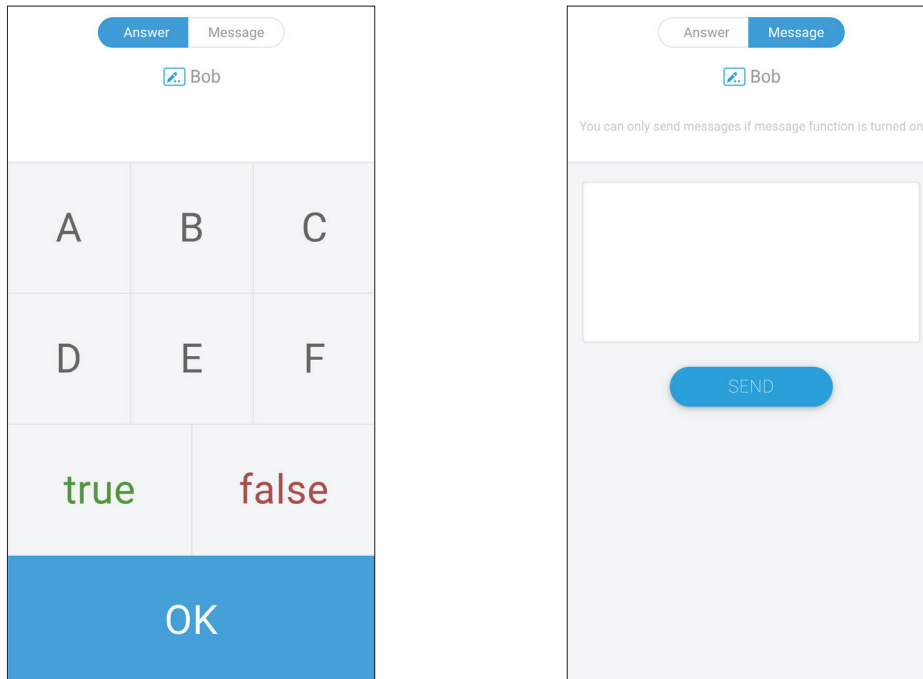 Answer Message
Bob
A B C
D E F
true false
OK
Answer Message
Bob
You can only send messages if message function is turned on
SEND